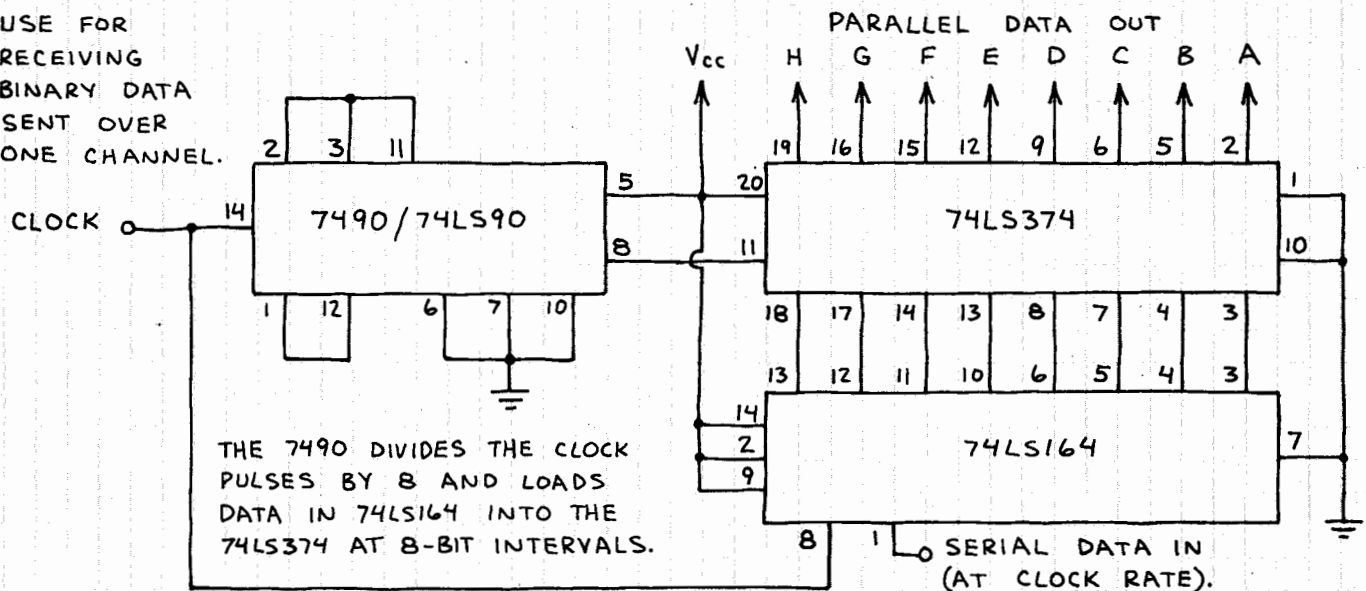 USE FOR
RECEIVING
BINARY DATA
SENT OVER
ONE CHANNEL.
PARALLEL DATA OUT
Vcc H G F E D C B A
2 3 11
19 16 15 12 9 6 5 2
CLOCK
14
7490/74LS90
5
8
20
11
74LS374
1
10
1 12 6 7 10
18 17 14 13 8 7 4 3
13 12 11 10 6 5 4 3
14
2
9
74LS164
7
8 1
THE 7490 DIVIDES THE CLOCK
PULSES BY 8 AND LOADS
DATA IN 74LS164 INTO THE
74LS374 AT 8-BIT INTERVALS.
SERIAL DATA IN
(AT CLOCK RATE).